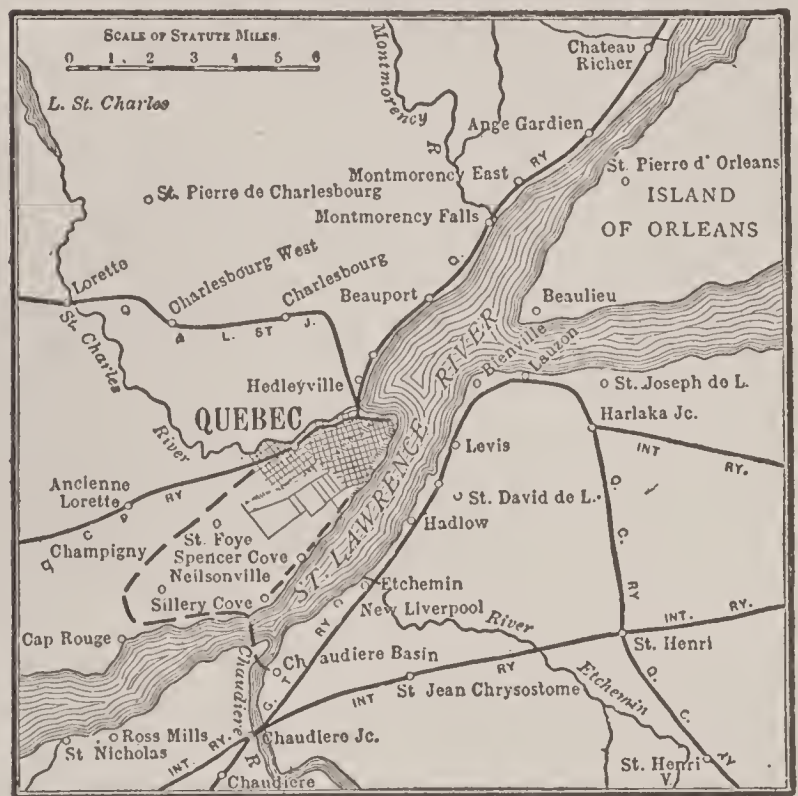 SCALE OF STATUTE MILES.
0 1 2 3 4 5 6
L. St. Charles
Montmorency R
Chateau
Richer
Ange Gardien
RY
St. Pierre d' Orleans
ISLAND
OF ORLEANS
Montmorency East
St. Pierre de Charlesbourg
Montmorency Falls
Q.
Lorette
Charlesbourg West
Charlesbourg
Q
&
L. ST J.
Beauport
Beaulieu
St. Charles
River
Hedleyville
Bienville
Lauzon
St. Joseph de L.
QUEBEC
Harlaka Jc.
INT RY.
ST. LAWRENCE RIVER
Levis
Ancienne
Lorette
RY
St. David de L.
Q. C. RY
Hadlow
Q C P
Champigny
St. Foye
Spencer Cove
Neilsonville
Sillery Cove
Etchemin
New Liverpool
River
Etchemin
INT. RY.
Cap Rouge
St. Henri
Chaudiere R
Chaudiere Basin
G. T RY
INT RY
St Jean Chrysostome
Q. C. RY
Ross Mills
St Nicholas
INT. RY.
Chaudiere Jc.
Chaudiere
St. Henri
V.